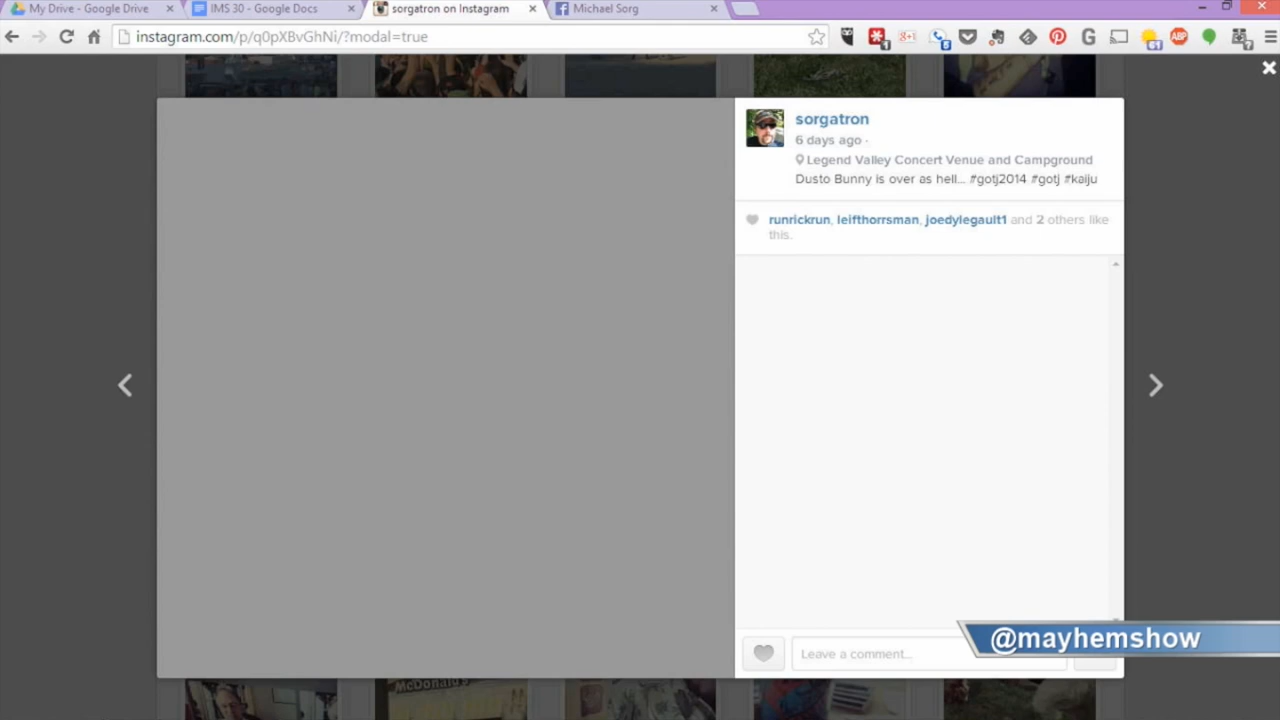 My Drive - Google Drive
IMS 30 - Google Docs
sorgatron on Instagram
Michael Sorg
instagram.com/p/q0pXBvGhNi/?modal=true
sorgatron
6 days ago ·
Legend Valley Concert Venue and Campground
Dusto Bunny is over as hell... #gotj2014 #gotj #kaiju
runrickrun, leifthorrsman, joedylegault1 and 2 others like
this.
Leave a comment...
@mayhemshow
McDonald's